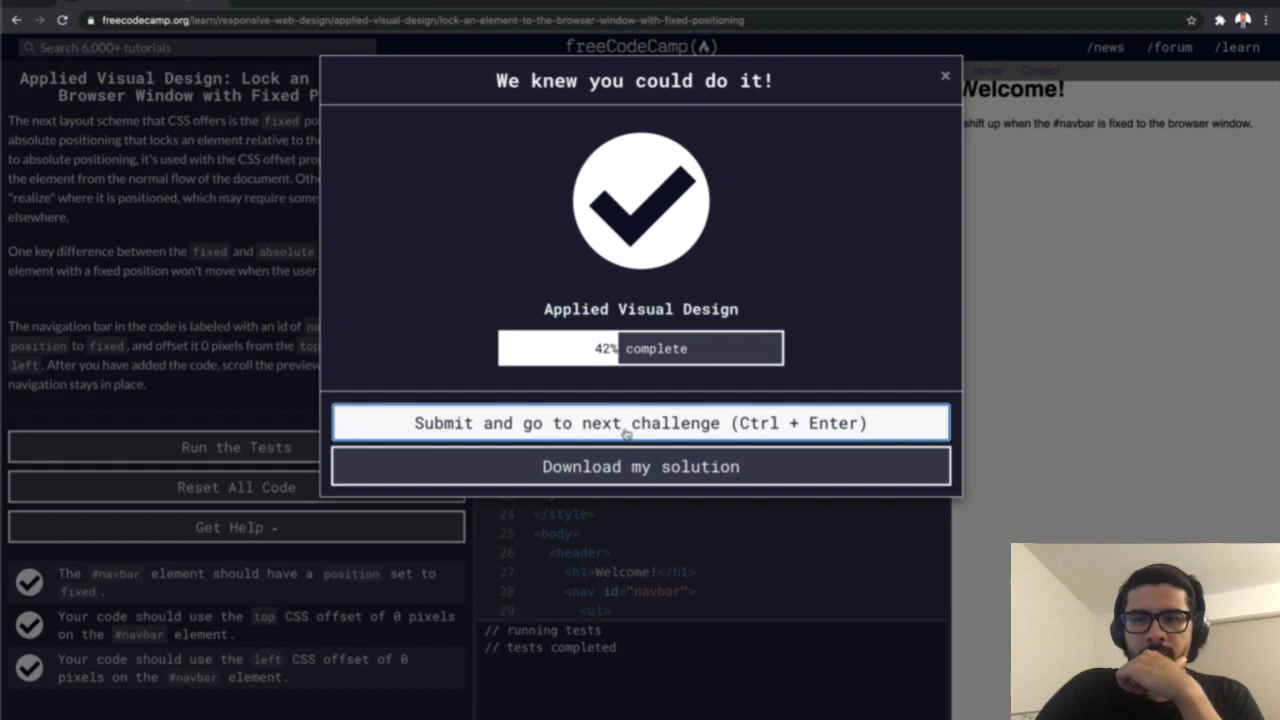 freecodecamp.org/learn/responsive-web-design/applied-visual-design/lock-an-element-to-the-browser-window-with-fixed-positioning
Search 6,000+ tutorials
freeCodeCamp(🔥)
/news /forum /learn
Applied Visual Design: Lock an
Browser Window with Fixed P
The next layout scheme that CSS offers is the fixed po
absolute positioning that locks an element relative to the
to absolute positioning, it's used with the CSS offset pro
the element from the normal flow of the document. Othe
"realize" where it is positioned, which may require some
elsewhere.
One key difference between the fixed and absolute
element with a fixed position won't move when the user
The navigation bar in the code is labeled with an id of na
position to fixed, and offset it 0 pixels from the top
left. After you have added the code, scroll the preview
navigation stays in place.
Run the Tests
Reset All Code
Get Help
The #navbar element should have a position set to
fixed.
Your code should use the top CSS offset of 0 pixels
on the #navbar element.
Your code should use the left CSS offset of 0
pixels on the #navbar element.
We knew you could do it!
×
Applied Visual Design
42% complete
Submit and go to next challenge (Ctrl + Enter)
Download my solution
24 </style>
25 <body>
26 <header>
27 <h1>Welcome!</h1>
28 <nav id="navbar">
29 <ul>
// running tests
// tests completed
Home Contact
Welcome!
shift up when the #navbar is fixed to the browser window.